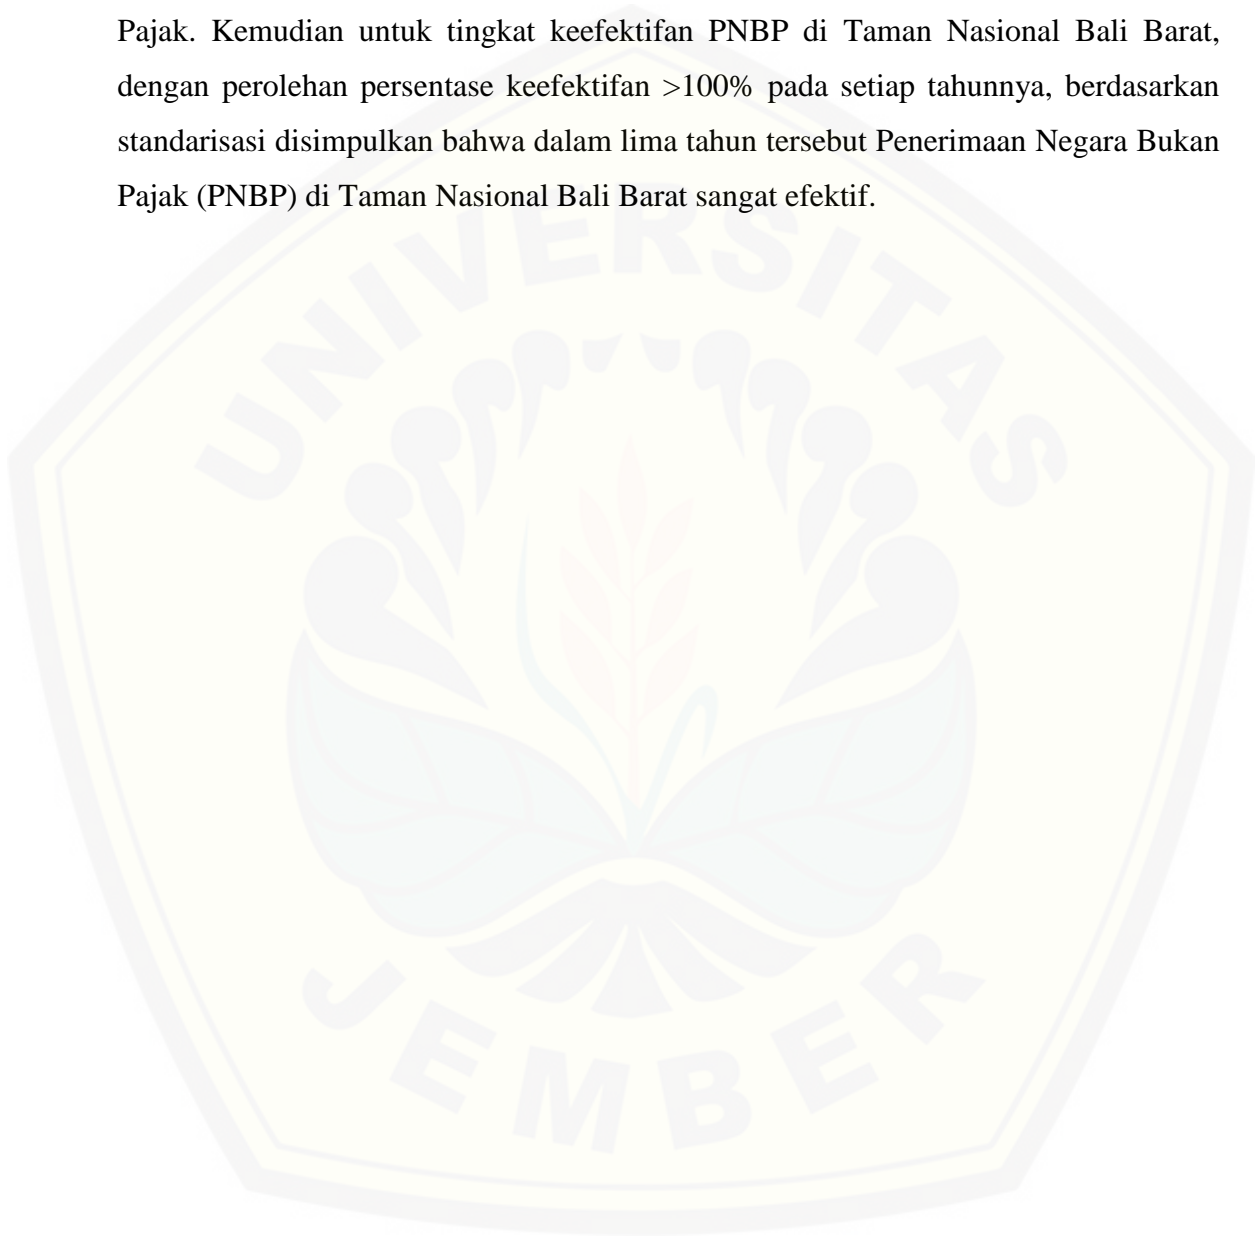 Pajak. Kemudian untuk tingkat keefektifan PNBP di Taman Nasional Bali Barat,
dengan perolehan persentase keefektifan >100% pada setiap tahunnya, berdasarkan
standarisasi disimpulkan bahwa dalam lima tahun tersebut Penerimaan Negara Bukan
Pajak (PNBP) di Taman Nasional Bali Barat sangat efektif.
UNIVERSITAS
JEMBER